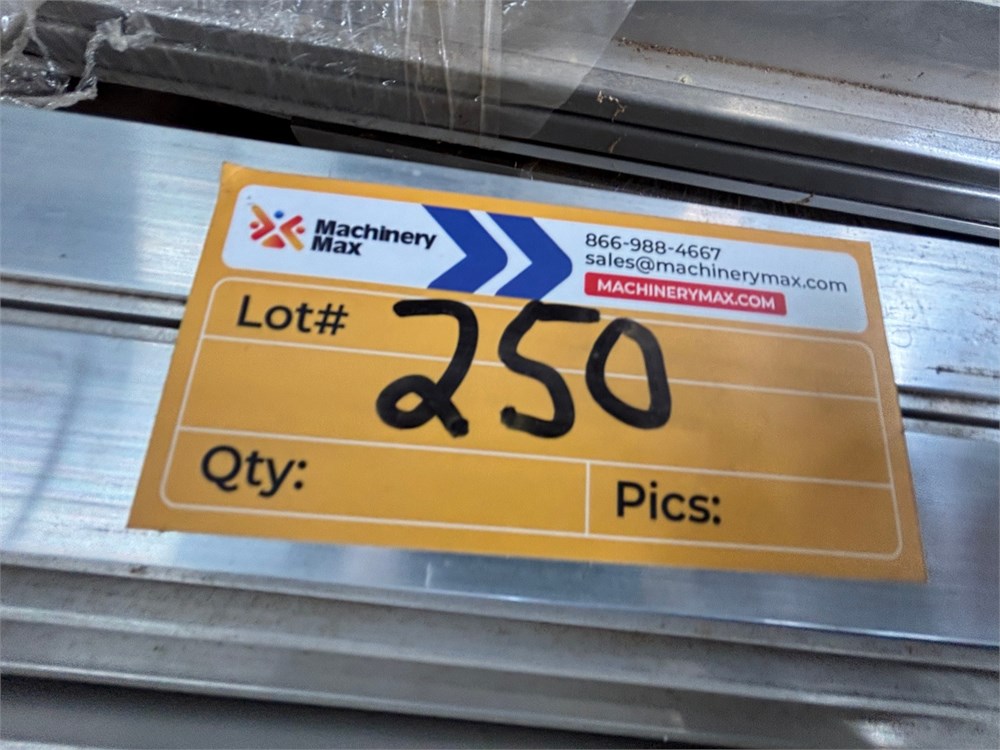 Machinery
Max
866-988-4667
sales@machinerymax.com
MACHINERYMAX.COM
Lot# 250
Qty:
Pics: